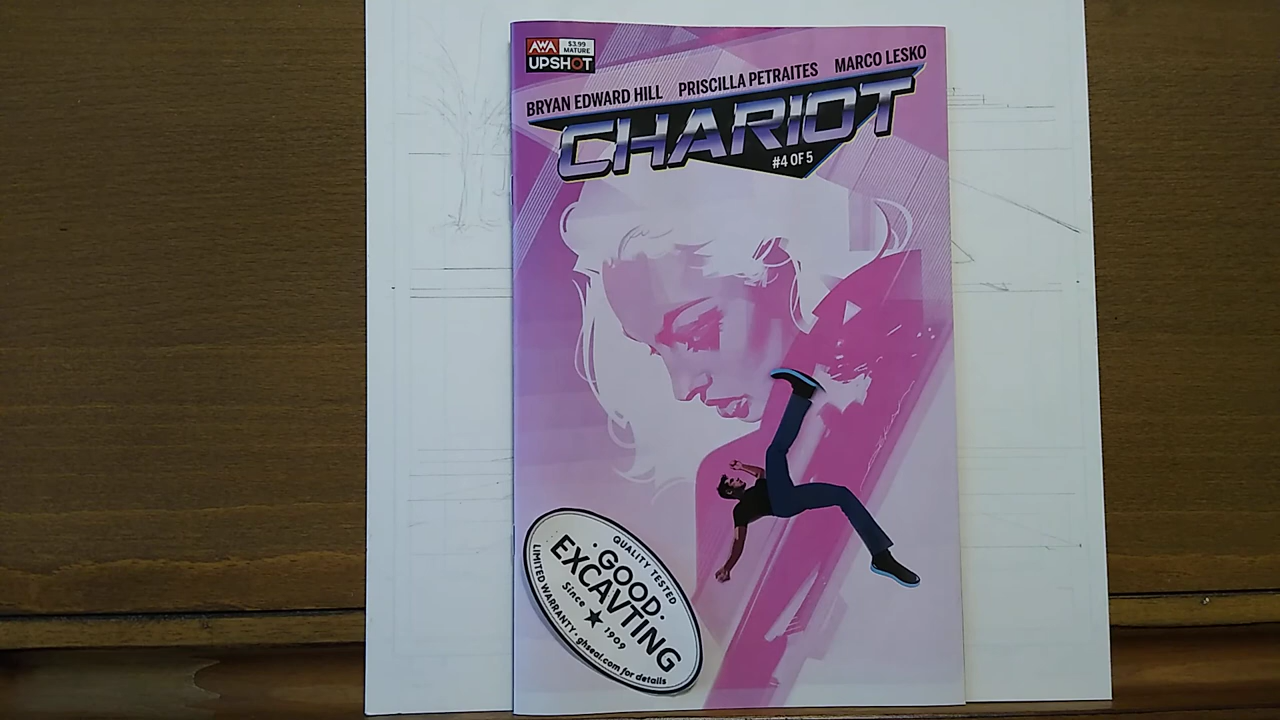 AWA
$3.99
MATURE
UPSHOT
BRYAN EDWARD HILL PRISCILLA PETRAITES MARCO LESKO
CHARIOT
#4 OF 5
QUALITY TESTED
·GOOD·
EXCAVTING
Since ★ 1909
LIMITED WARRANTY · ghseal.com for details